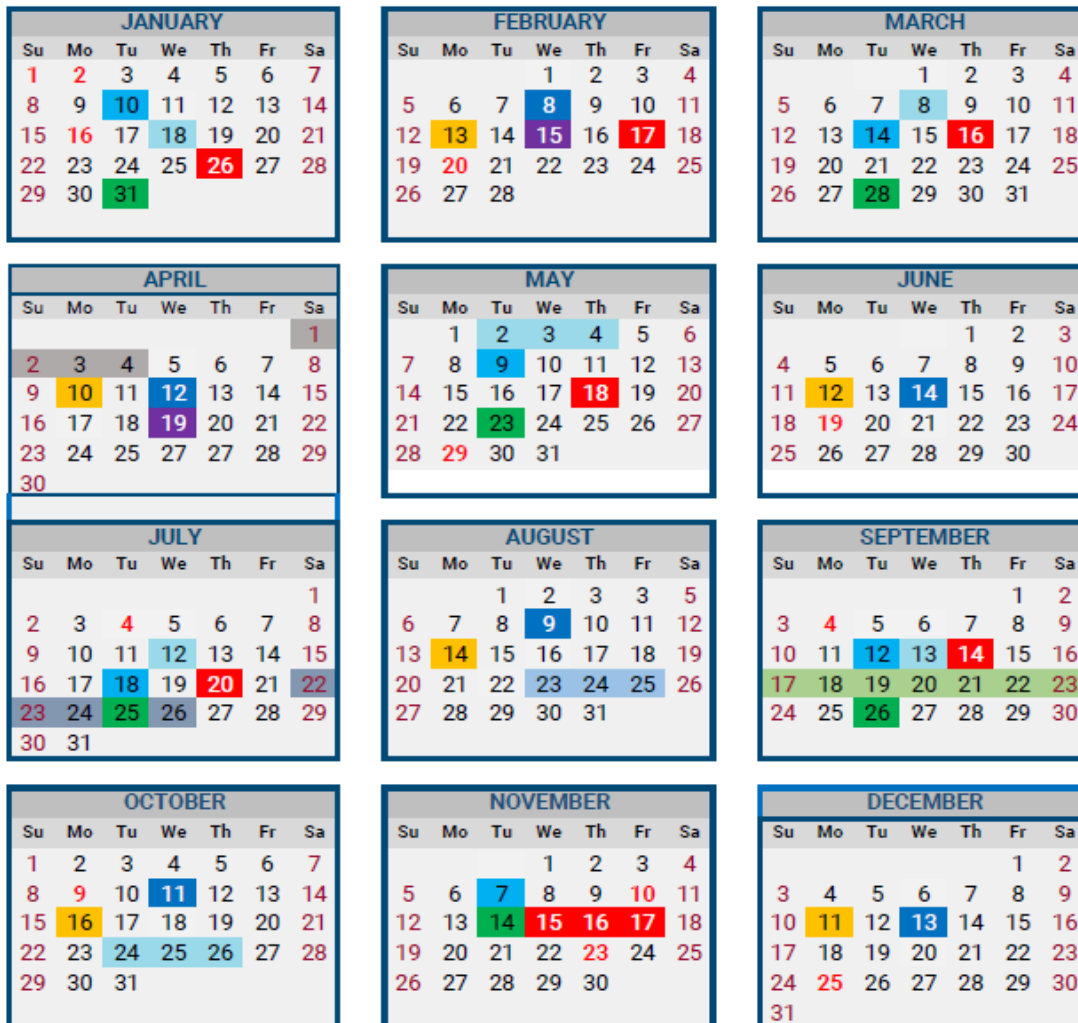 JANUARY
Su Mo Tu We Th Fr Sa
1 2 3 4 5 6 7
8 9 10 11 12 13 14
15 16 17 18 19 20 21
22 23 24 25 26 27 28
29 30 31
FEBRUARY
Su Mo Tu We Th Fr Sa
1 2 3 4
5 6 7 8 9 10 11
12 13 14 15 16 17 18
19 20 21 22 23 24 25
26 27 28
MARCH
Su Mo Tu We Th Fr Sa
1 2 3 4
5 6 7 8 9 10 11
12 13 14 15 16 17 18
19 20 21 22 23 24 25
26 27 28 29 30 31
APRIL
Su Mo Tu We Th Fr Sa
1
2 3 4 5 6 7 8
9 10 11 12 13 14 15
16 17 18 19 20 21 22
23 24 25 27 27 28 29
30
MAY
Su Mo Tu We Th Fr Sa
1 2 3 4 5 6
7 8 9 10 11 12 13
14 15 16 17 18 19 20
21 22 23 24 25 26 27
28 29 30 31
JUNE
Su Mo Tu We Th Fr Sa
1 2 3
4 5 6 7 8 9 10
11 12 13 14 15 16 17
18 19 20 21 22 23 24
25 26 27 28 29 30
JULY
Su Mo Tu We Th Fr Sa
1
2 3 4 5 6 7 8
9 10 11 12 13 14 15
16 17 18 19 20 21 22
23 24 25 26 27 28 29
30 31
AUGUST
Su Mo Tu We Th Fr Sa
1 2 3 3 5
6 7 8 9 10 11 12
13 14 15 16 17 18 19
20 21 22 23 24 25 26
27 28 29 30 31
SEPTEMBER
Su Mo Tu We Th Fr Sa
1 2
3 4 5 6 7 8 9
10 11 12 13 14 15 16
17 18 19 20 21 22 23
24 25 26 27 28 29 30
OCTOBER
Su Mo Tu We Th Fr Sa
1 2 3 4 5 6 7
8 9 10 11 12 13 14
15 16 17 18 19 20 21
22 23 24 25 26 27 28
29 30 31
NOVEMBER
Su Mo Tu We Th Fr Sa
1 2 3 4
5 6 7 8 9 10 11
12 13 14 15 16 17 18
19 20 21 22 23 24 25
26 27 28 29 30
DECEMBER
Su Mo Tu We Th Fr Sa
1 2
3 4 5 6 7 8 9
10 11 12 13 14 15 16
17 18 19 20 21 22 23
24 25 26 27 28 29 30
31